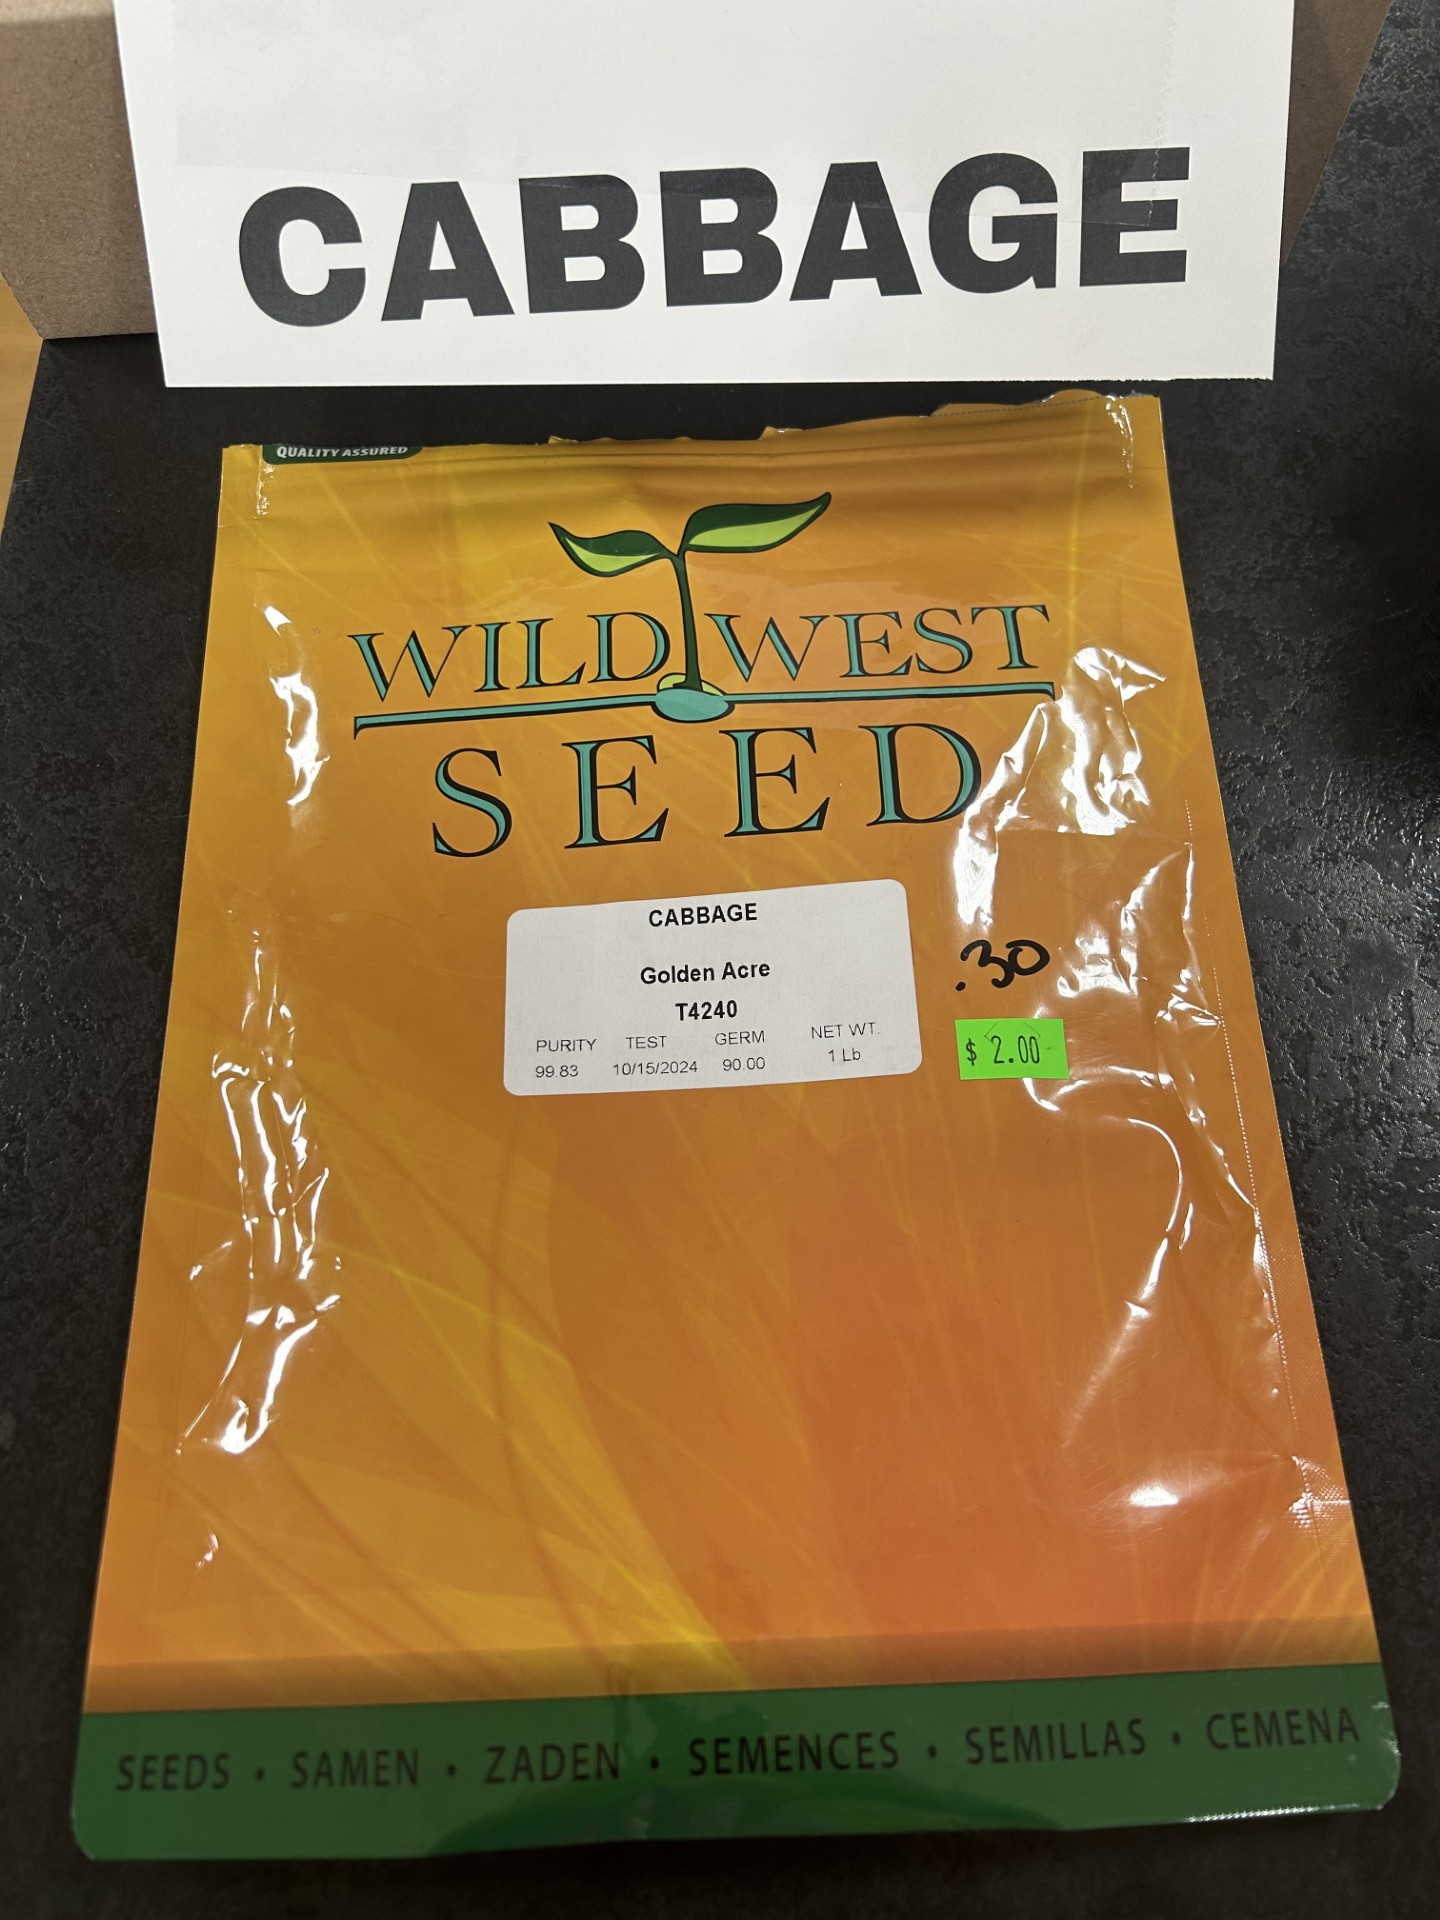 CABBAGE
QUALITY ASSURED
WILD WEST
SEED
CABBAGE
Golden Acre
T4240
PURITY TEST GERM NET WT.
99.83 10/15/2024 90.00 1 Lb
.30
$ 2.00
SEEDS • SAMEN • ZADEN • SEMENCES • SEMILLAS • CEMENA